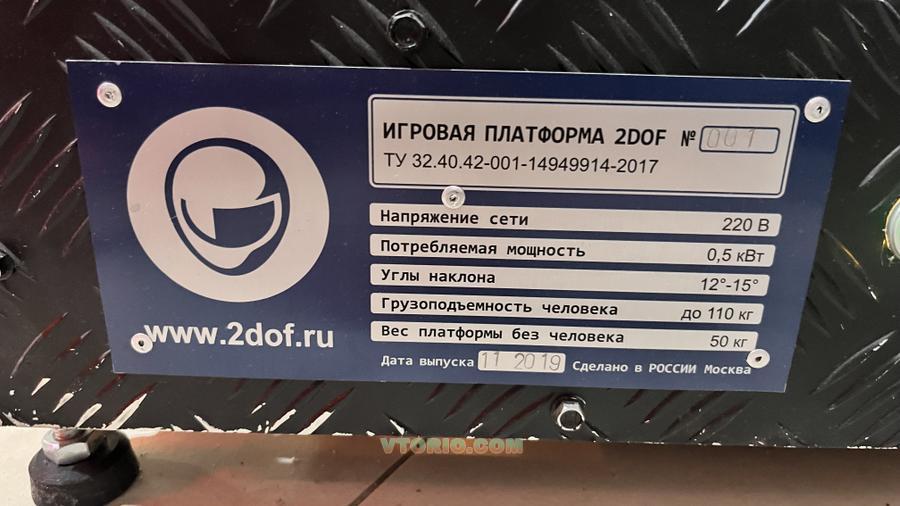 ИГРОВАЯ ПЛАТФОРМА 2DOF № 001
ТУ 32.40.42-001-14949914-2017
Напряжение сети 220 В
Потребляемая мощность 0,5 кВт
Углы наклона 12°-15°
Грузоподъемность человека до 110 кг
Вес платформы без человека 50 кг
www.2dof.ru
Дата выпуска 11 2019 Сделано в РОССИИ Москва
VTORIO.COM